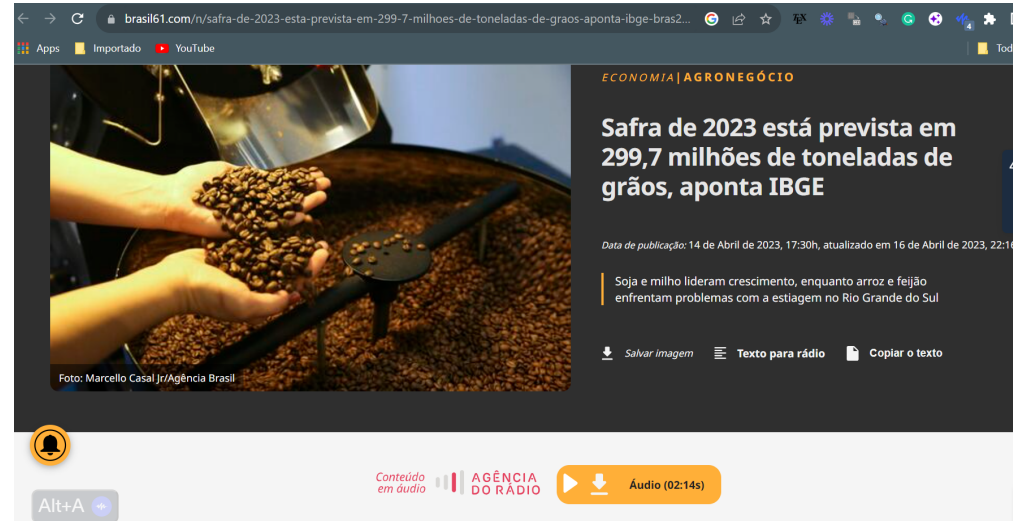 brasil61.com/n/safra-de-2023-esta-prevista-em-299-7-milhoes-de-toneladas-de-graos-aponta-ibge-bras2...
Apps Importado YouTube Tod
ECONOMIA|AGRONEGÓCIO
Safra de 2023 está prevista em
299,7 milhões de toneladas de
grãos, aponta IBGE
Data de publicação: 14 de Abril de 2023, 17:30h, atualizado em 16 de Abril de 2023, 22:16
Soja e milho lideram crescimento, enquanto arroz e feijão
enfrentam problemas com a estiagem no Rio Grande do Sul
Salvar imagem Texto para rádio Copiar o texto
Foto: Marcello Casal Jr/Agência Brasil
Conteúdo
em áudio
AGÊNCIA
DO RÁDIO
Áudio (02:14s)
Alt+A